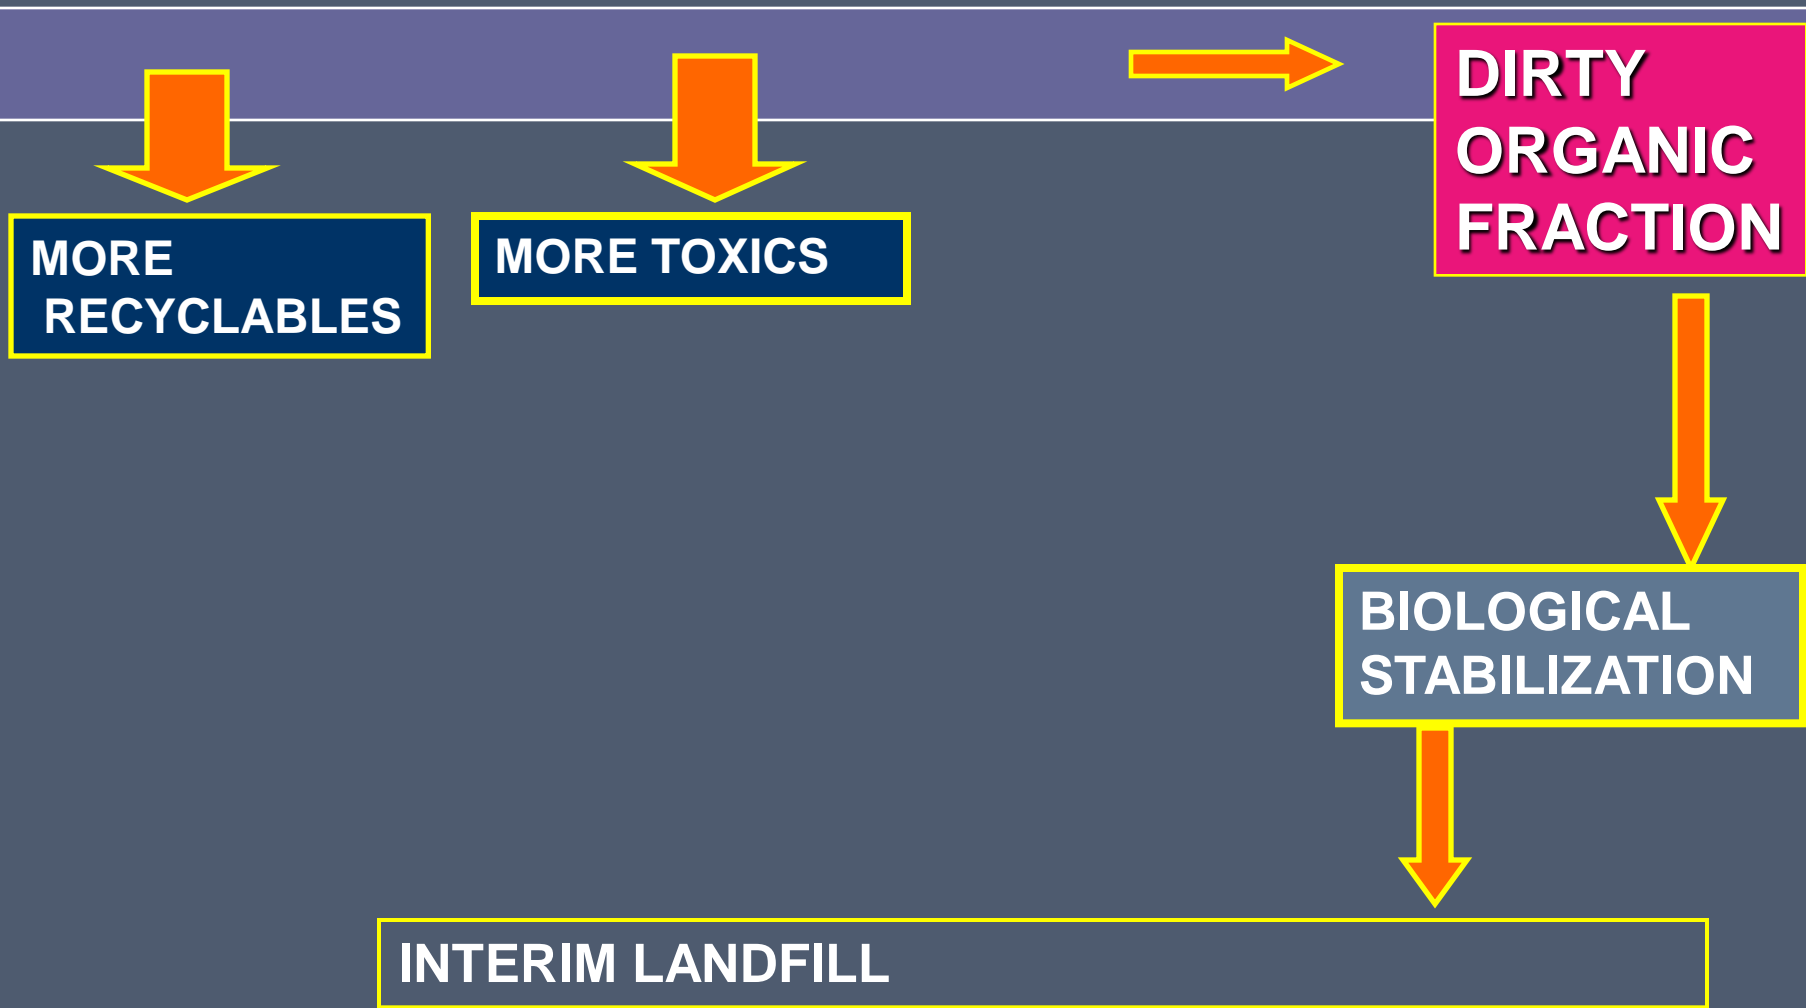 DIRTY
ORGANIC
FRACTION
MORE
RECYCLABLES
MORE TOXICS
BIOLOGICAL
STABILIZATION
INTERIM LANDFILL